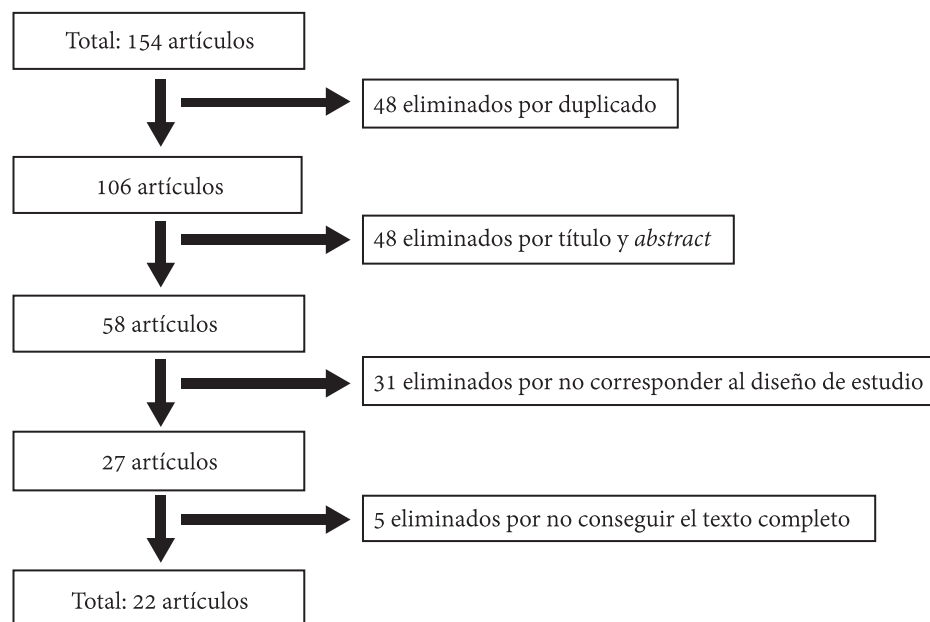 Total: 154 artículos
48 eliminados por duplicado
106 artículos
48 eliminados por título y abstract
58 artículos
31 eliminados por no corresponder al diseño de estudio
27 artículos
5 eliminados por no conseguir el texto completo
Total: 22 artículos